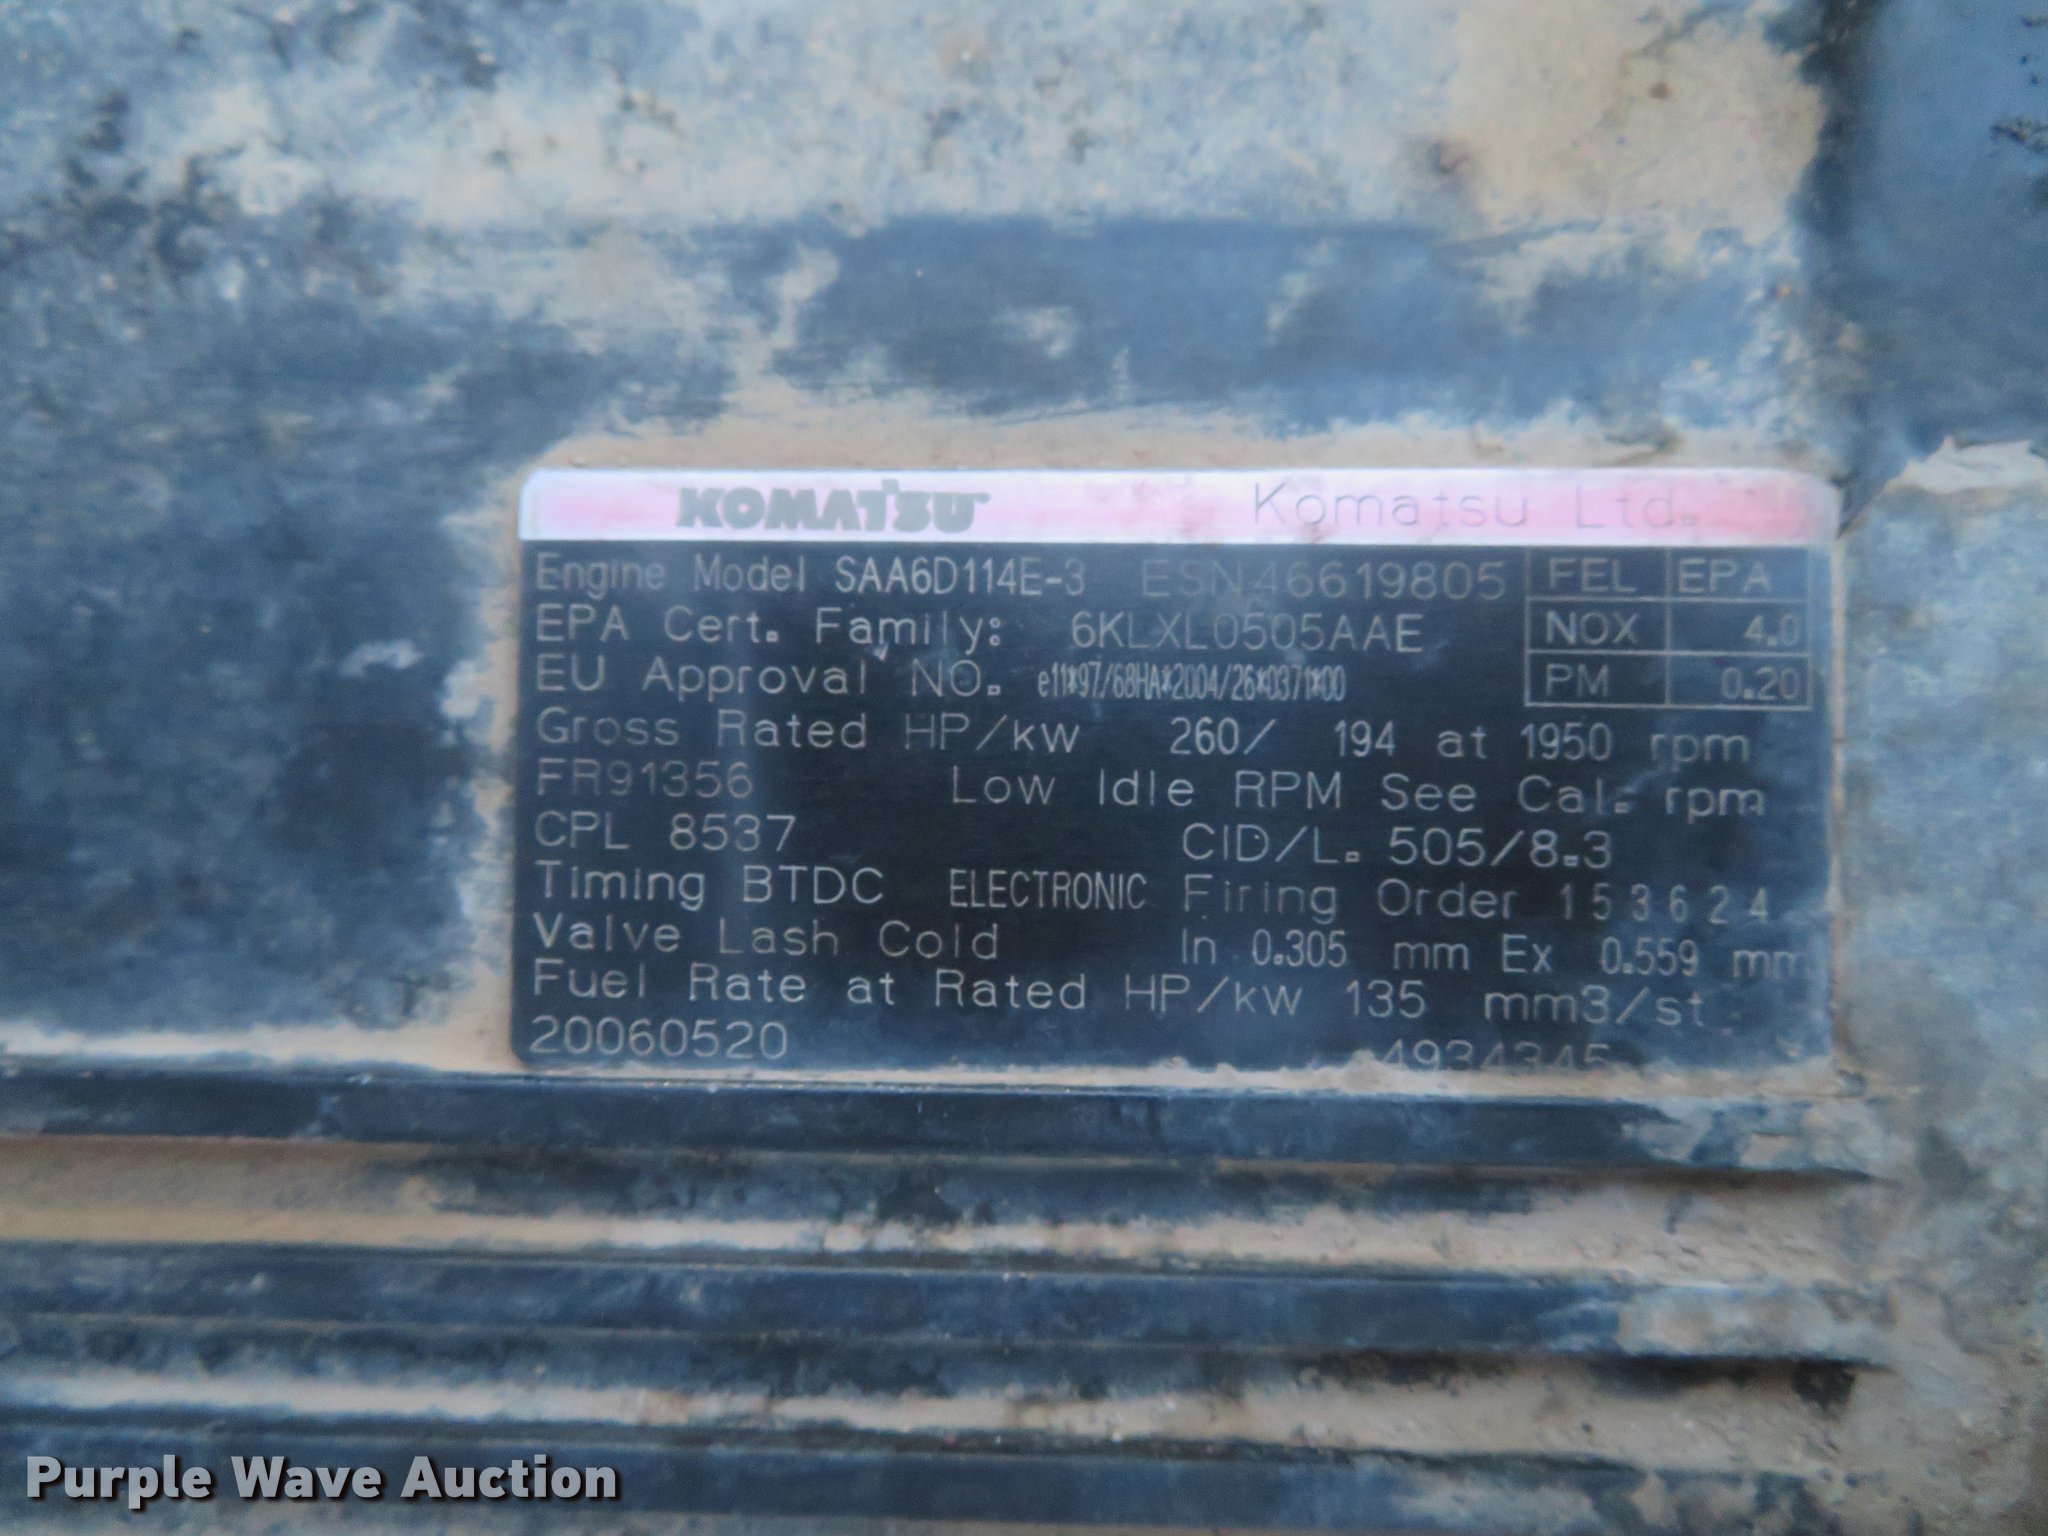 KOMATSU Komatsu Ltd.
Engine Model SAA6D114E-3 ESN46619805 FEL EPA
EPA Cert. Family: 6KLXL0505AAE NOX 4.0
EU Approval NO. e11*97/68HA*2004/26*0371*00 PM 0.20
Gross Rated HP/kW 260/ 194 at 1950 rpm
FR91356 Low Idle RPM See Cal. rpm
CPL 8537 CID/L. 505/8.3
Timing BTDC ELECTRONIC Firing Order 1 5 3 6 2 4
Valve Lash Cold In 0.305 mm Ex 0.559 mm
Fuel Rate at Rated HP/kW 135 mm3/st
20060520 4934345
Purple Wave Auction